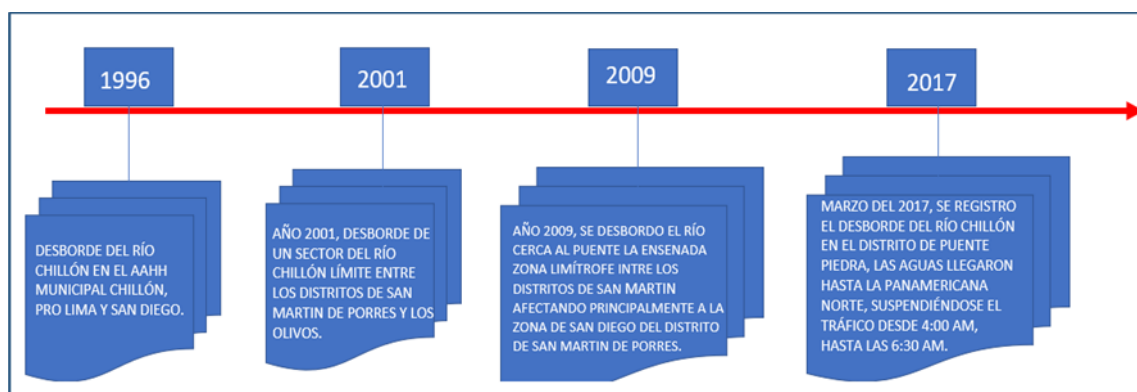 1996
2001
2009
2017
DESBORDE DEL RÍO
CHILLÓN EN EL AAHH
MUNICIPAL CHILLÓN,
PRO LIMA Y SAN DIEGO.
AÑO 2001, DESBORDE DE
UN SECTOR DEL RÍO
CHILLÓN LÍMITE ENTRE
LOS DISTRITOS DE SAN
MARTIN DE PORRES Y LOS
OLIVOS.
AÑO 2009, SE DESBORDO EL RÍO
CERCA AL PUENTE LA ENSENADA
ZONA LIMÍTROFE INTRE LOS
DISTRITOS DE SAN MARTIN
AFECTANDO PRINCIPALMENTE A LA
ZONA DE SAN DIEGO DEL DISTRITO
DE SAN MARTIN DE PORRES.
MARZO DEL 2017, SE REGISTRO
EL DESBORDE DEL RÍO CHILLÓN
EN EL DISTRITO DE PUENTE
PIEDRA, LAS AGUAS LLEGARON
HASTA LA PANAMERICANA
NORTE, SUSPENDIÉNDOSE EL
TRÁFICO DESDE 4:00 AM,
HASTA LAS 6:30 AM.